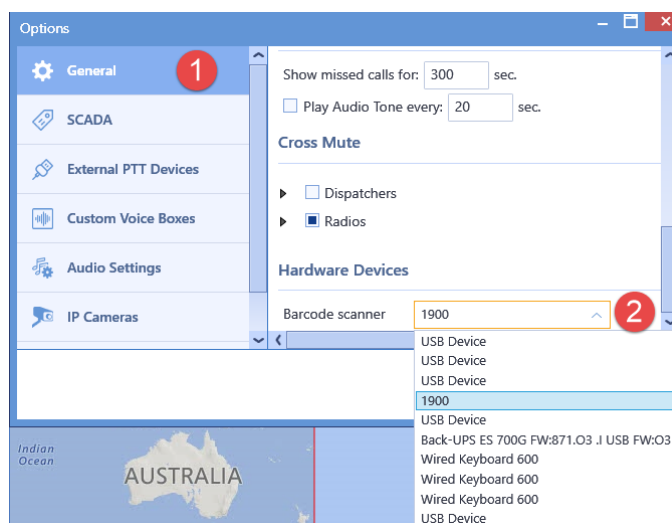 Options
General
1
SCADA
External PTT Devices
Custom Voice Boxes
Audio Settings
IP Cameras
Show missed calls for: 300 sec.
Play Audio Tone every: 20 sec.
Cross Mute
Dispatchers
Radios
Hardware Devices
Barcode scanner 1900
2
USB Device
USB Device
USB Device
1900
USB Device
Back-UPS ES 700G FW:871.O3 .I USB FW:O3
Wired Keyboard 600
Wired Keyboard 600
Wired Keyboard 600
USB Device
Indian
Ocean
AUSTRALIA